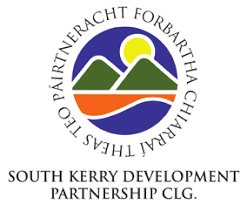 PÁIRTNERACHT FORBARTHA CHIARRAÍ THEAS TEO
SOUTH KERRY DEVELOPMENT
PARTNERSHIP CLG.